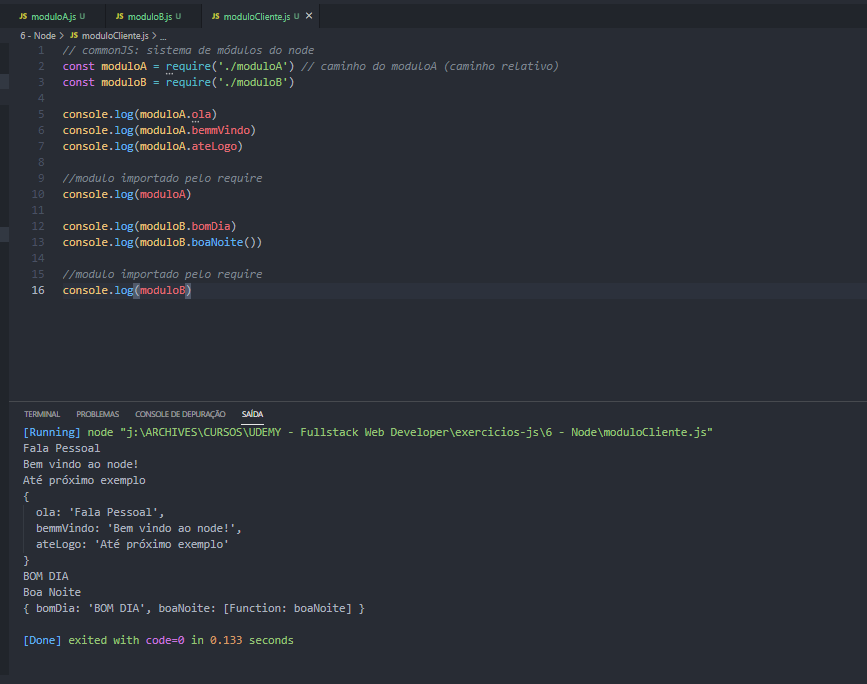 JS moduloA.js U JS moduloB.js U JS moduloCliente.js U ×
6 - Node > JS moduloCliente.js > ...
1 // commonJS: sistema de módulos do node
2 const moduloA = require('./moduloA') // caminho do moduloA (caminho relativo)
3 const moduloB = require('./moduloB')
4
5 console.log(moduloA.ola)
6 console.log(moduloA.bemmVindo)
7 console.log(moduloA.ateLogo)
8
9 //modulo importado pelo require
10 console.log(moduloA)
11
12 console.log(moduloB.bomDia)
13 console.log(moduloB.boaNoite())
14
15 //modulo importado pelo require
16 console.log(moduloB)
TERMINAL PROBLEMAS CONSOLE DE DEPURAÇÃO SAÍDA
[Running] node "j:\ARCHIVES\CURSOS\UDEMY - Fullstack Web Developer\exercicios-js\6 - Node\moduloCliente.js"
Fala Pessoal
Bem vindo ao node!
Até próximo exemplo
{
ola: 'Fala Pessoal',
bemmVindo: 'Bem vindo ao node!',
ateLogo: 'Até próximo exemplo'
}
BOM DIA
Boa Noite
{ bomDia: 'BOM DIA', boaNoite: [Function: boaNoite] }
[Done] exited with code=0 in 0.133 seconds